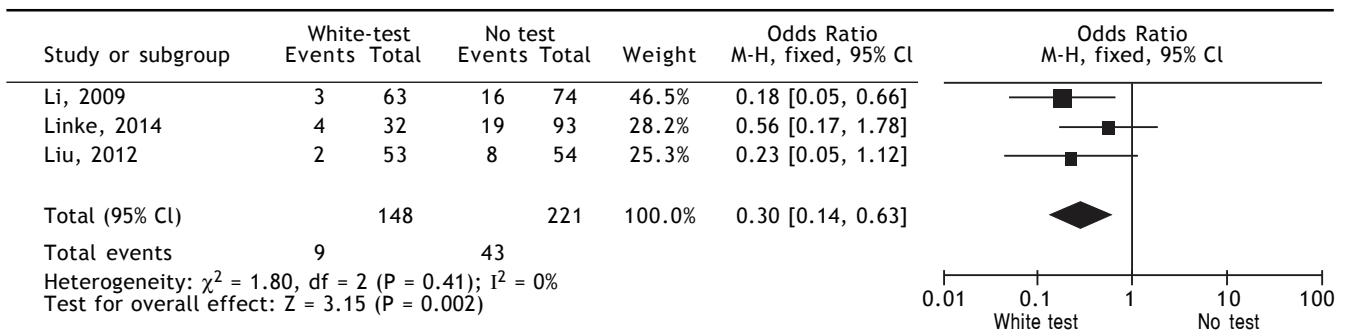 White-test No test Odds Ratio Odds Ratio
Study or subgroup Events Total Events Total Weight M-H, fixed, 95% Cl M-H, fixed, 95% Cl
Li, 2009 3 63 16 74 46.5% 0.18 [0.05, 0.66]
Linke, 2014 4 32 19 93 28.2% 0.56 [0.17, 1.78]
Liu, 2012 2 53 8 54 25.3% 0.23 [0.05, 1.12]
Total (95% Cl) 148 221 100.0% 0.30 [0.14, 0.63]
Total events 9 43
Heterogeneity: χ² = 1.80, df = 2 (P = 0.41); I² = 0%
Test for overall effect: Z = 3.15 (P = 0.002)
0.01 0.1 1 10 100
White test No test